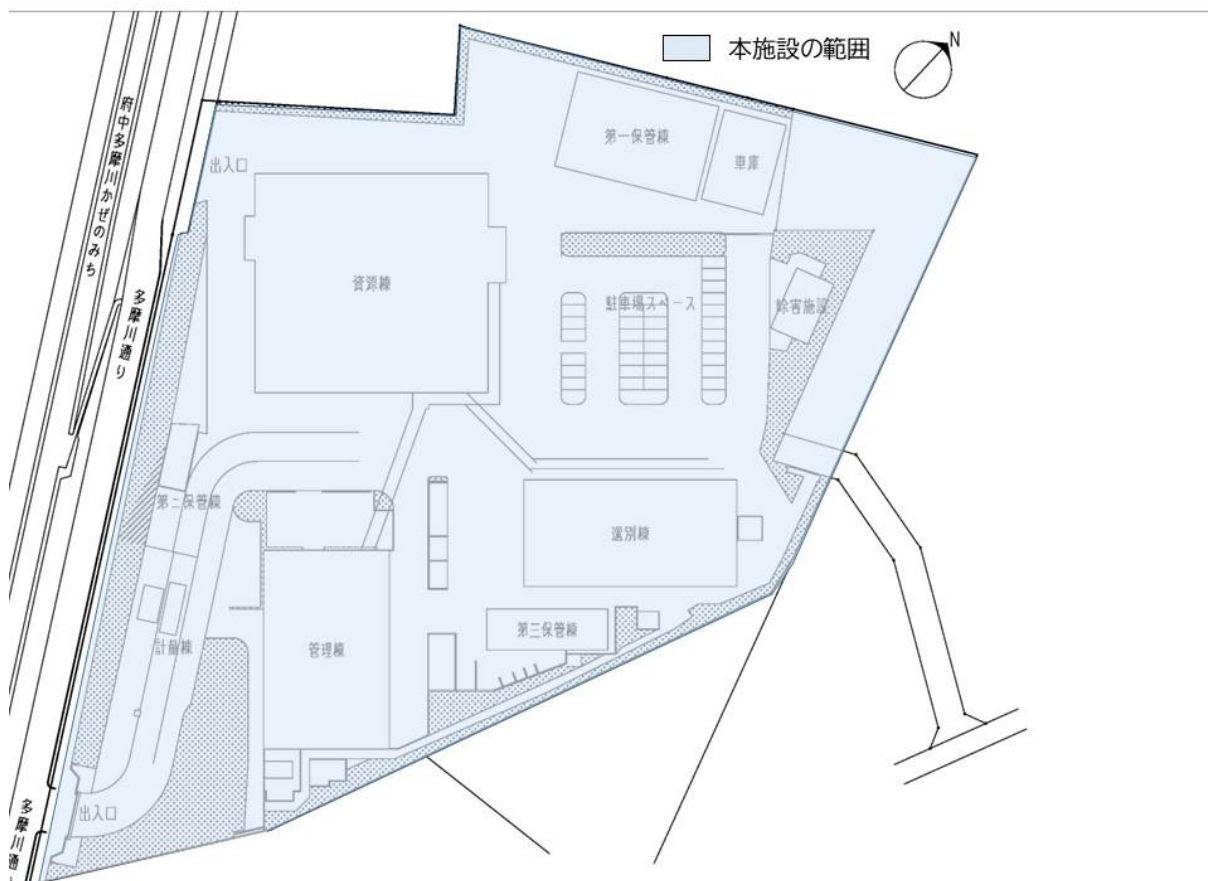 本施設の範囲
N
府中多摩川かぜのみち
第一保管棟
車庫
出入口
資源棟
多摩川通り
駐車場スペース
除害施設
第二保管棟
選別棟
計量棟
管理棟
第三保管棟
出入口
多摩川通り